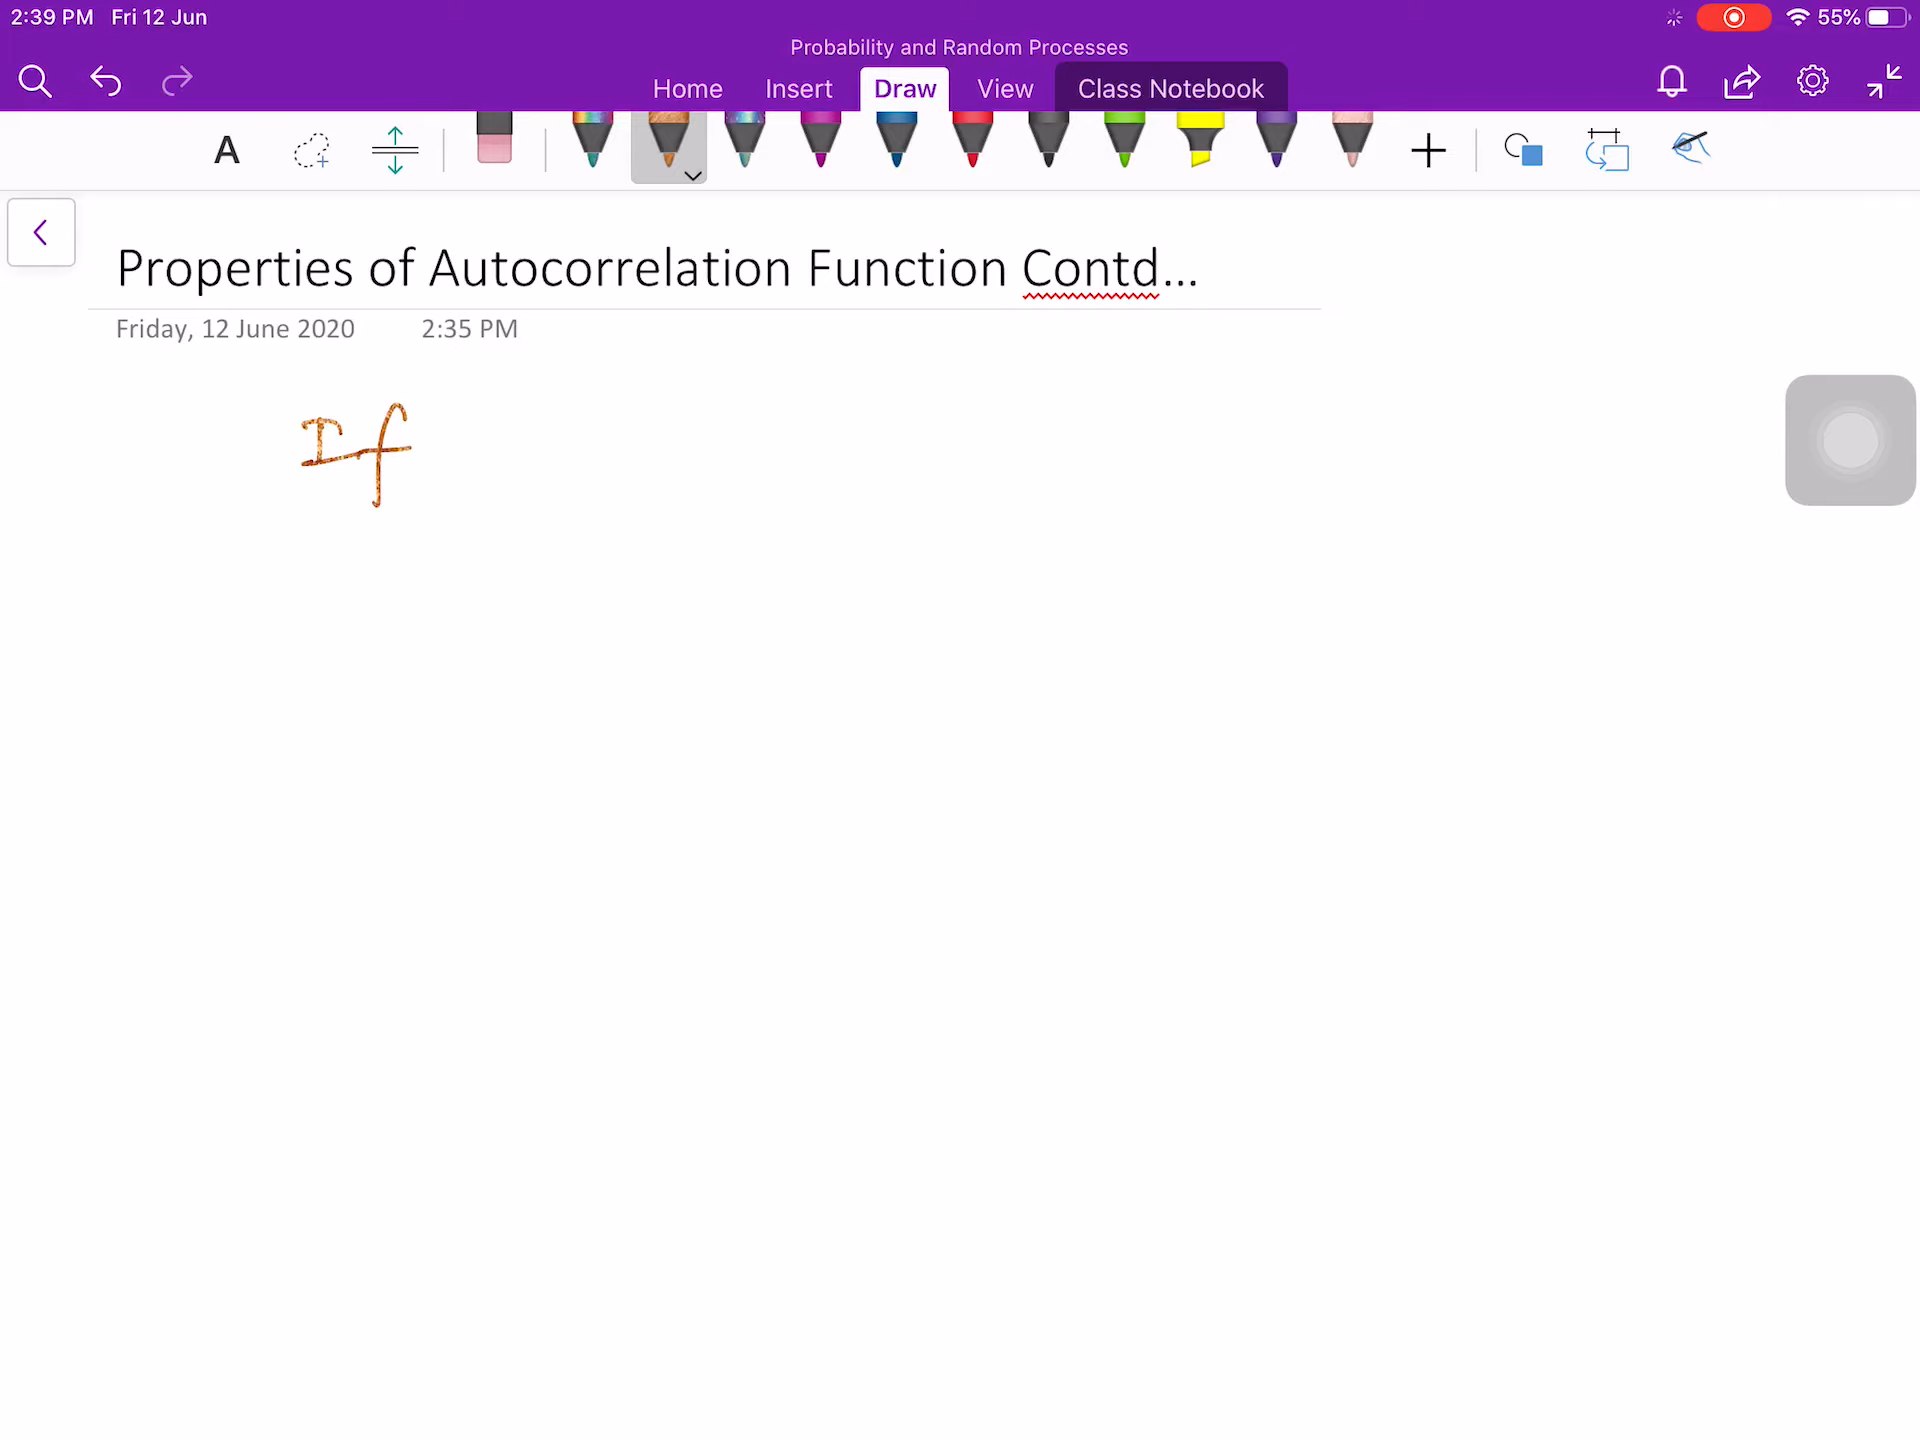 2:39 PM Fri 12 Jun 55%
Probability and Random Processes
Home Insert Draw View Class Notebook
A
Properties of Autocorrelation Function Contd...
Friday, 12 June 2020 2:35 PM
If